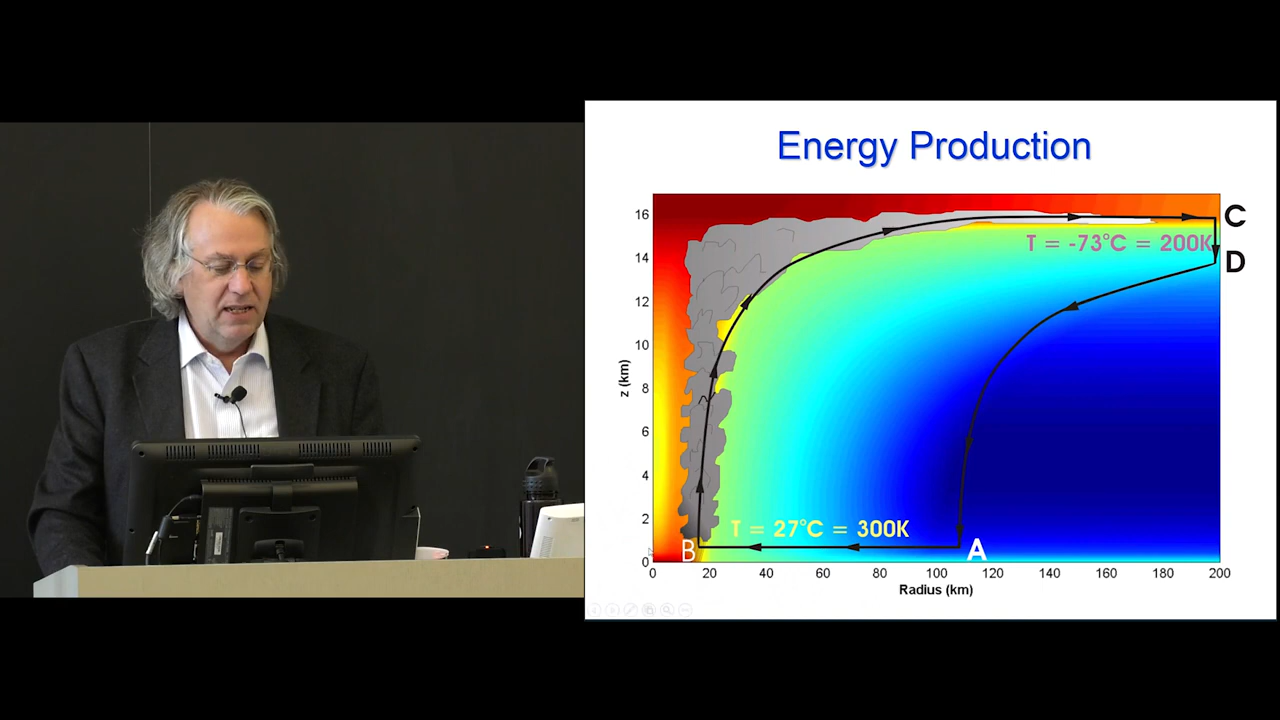 Energy Production
16
C
T = -73°C = 200K
14
D
12
10
z (km)
8
6
4
2
T = 27°C = 300K
B
A
0
0 20 40 60 80 100 120 140 160 180 200
Radius (km)